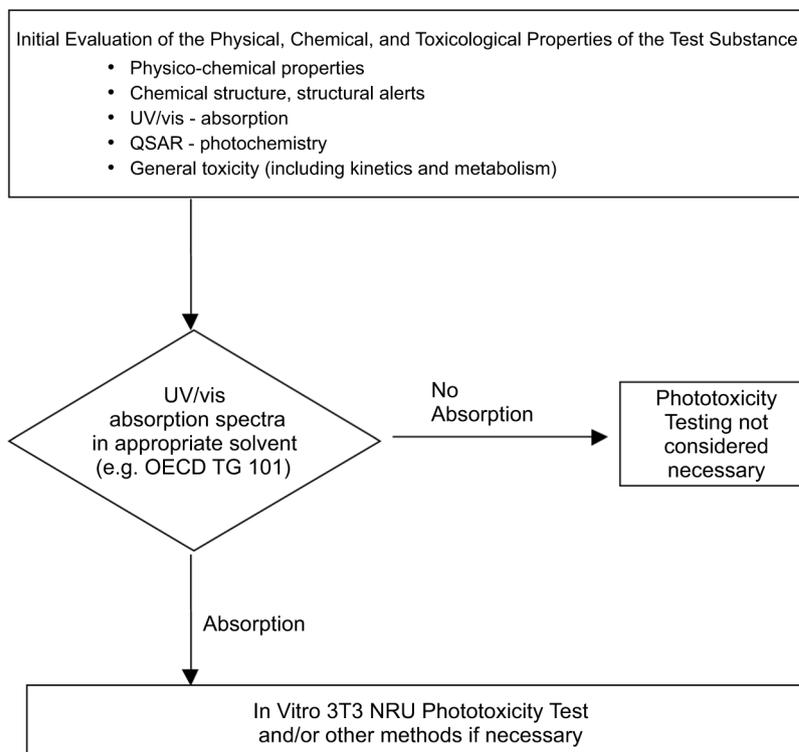 Initial Evaluation of the Physical, Chemical, and Toxicological Properties of the Test Substance
• Physico-chemical properties
• Chemical structure, structural alerts
• UV/vis - absorption
• QSAR - photochemistry
• General toxicity (including kinetics and metabolism)
UV/vis
absorption spectra
in appropriate solvent
(e.g. OECD TG 101)
No
Absorption
Phototoxicity
Testing not
considered
necessary
Absorption
In Vitro 3T3 NRU Phototoxicity Test
and/or other methods if necessary